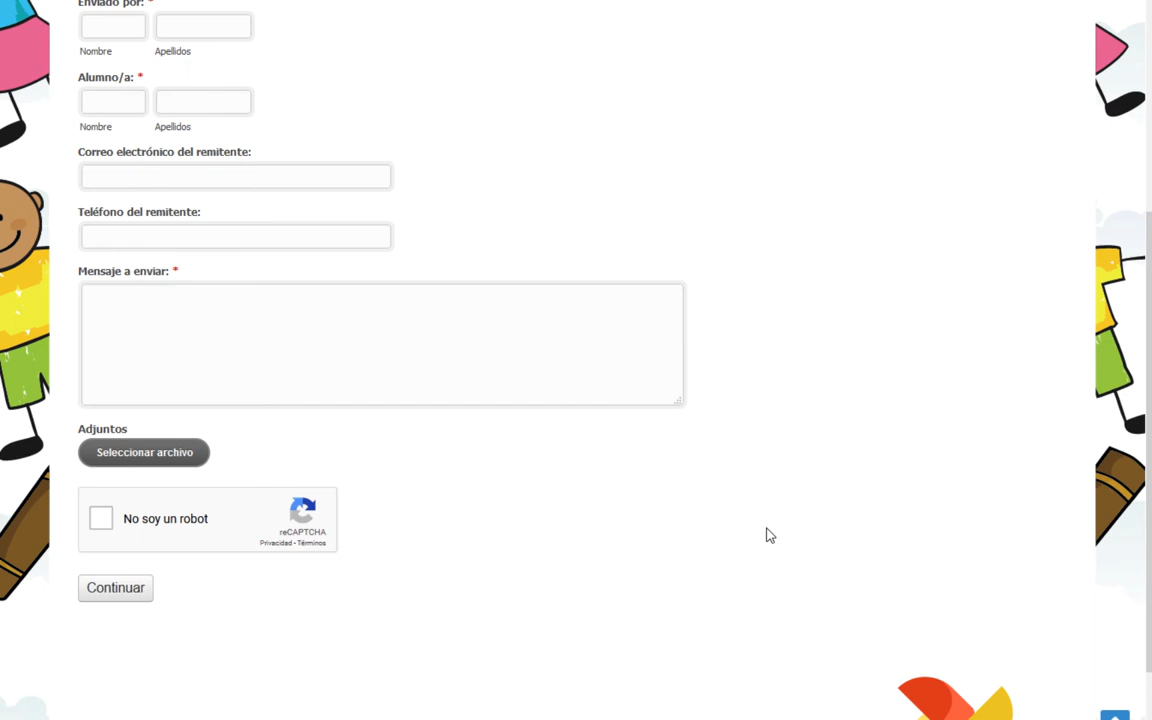 Enviado por: *
Nombre Apellidos
Alumno/a: *
Nombre Apellidos
Correo electrónico del remitente:
Teléfono del remitente:
Mensaje a enviar: *
Adjuntos
Seleccionar archivo
No soy un robot
reCAPTCHA
Privacidad - Términos
Continuar